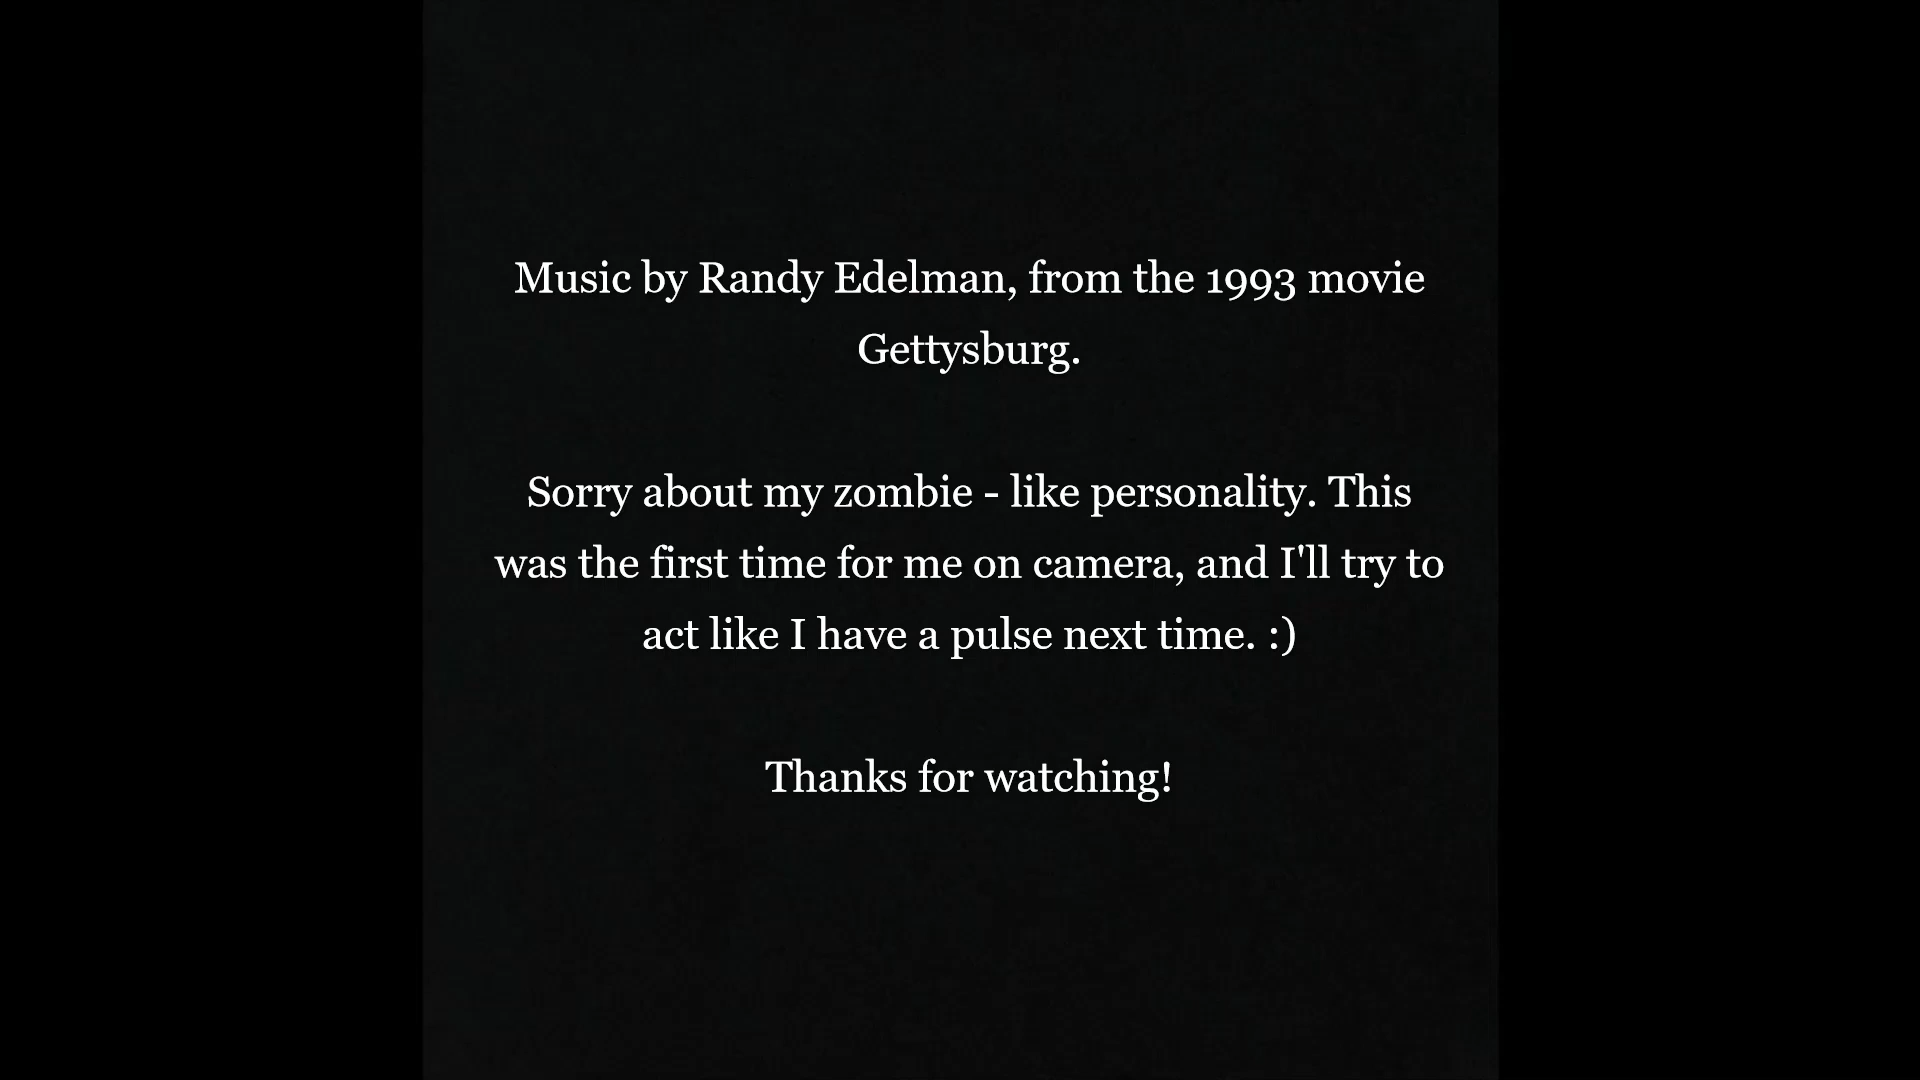 Music by Randy Edelman, from the 1993 movie
Gettysburg.
Sorry about my zombie - like personality. This
was the first time for me on camera, and I'll try to
act like I have a pulse next time. :)
Thanks for watching!